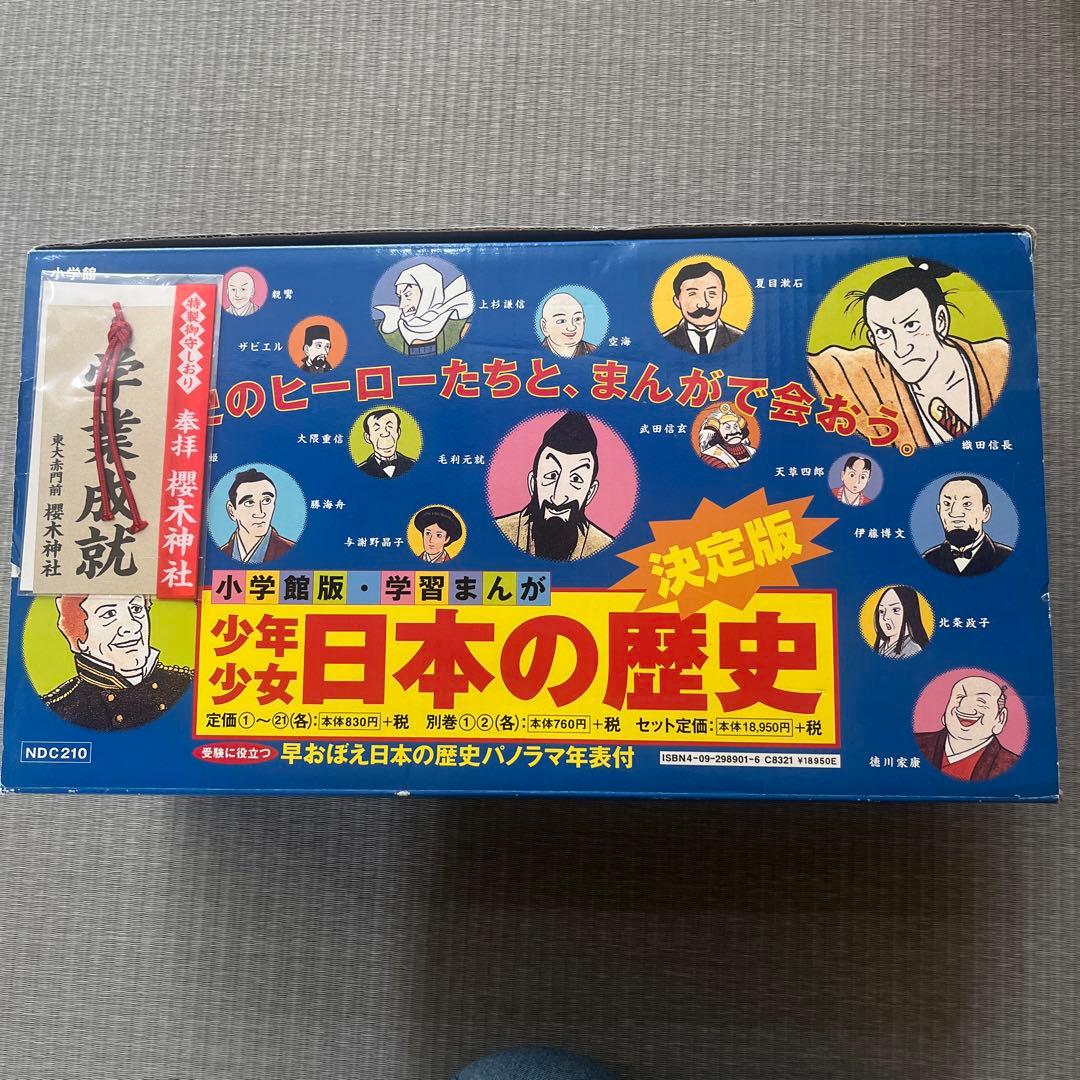 小学館
特製御守しおり
奉拝 櫻木神社
学業成就
東大赤門前 櫻木神社
親鸞
上杉謙信
ザビエル
空海
夏目漱石
織田信長
のヒーローたちと、まんがで会おう。
大隈重信
毛利元就
武田信玄
天草四郎
姫
勝海舟
与謝野晶子
伊藤博文
北条政子
徳川家康
決定版
小学館版・学習まんが
少年少女日本の歴史
定価①〜㉑(各):本体830円+税 別巻①②(各):本体760円+税 セット定価:本体18,950円+税
受験に役立つ 早おぼえ日本の歴史パノラマ年表付
ISBN4-09-298901-6 C8321 ¥18950E
NDC210